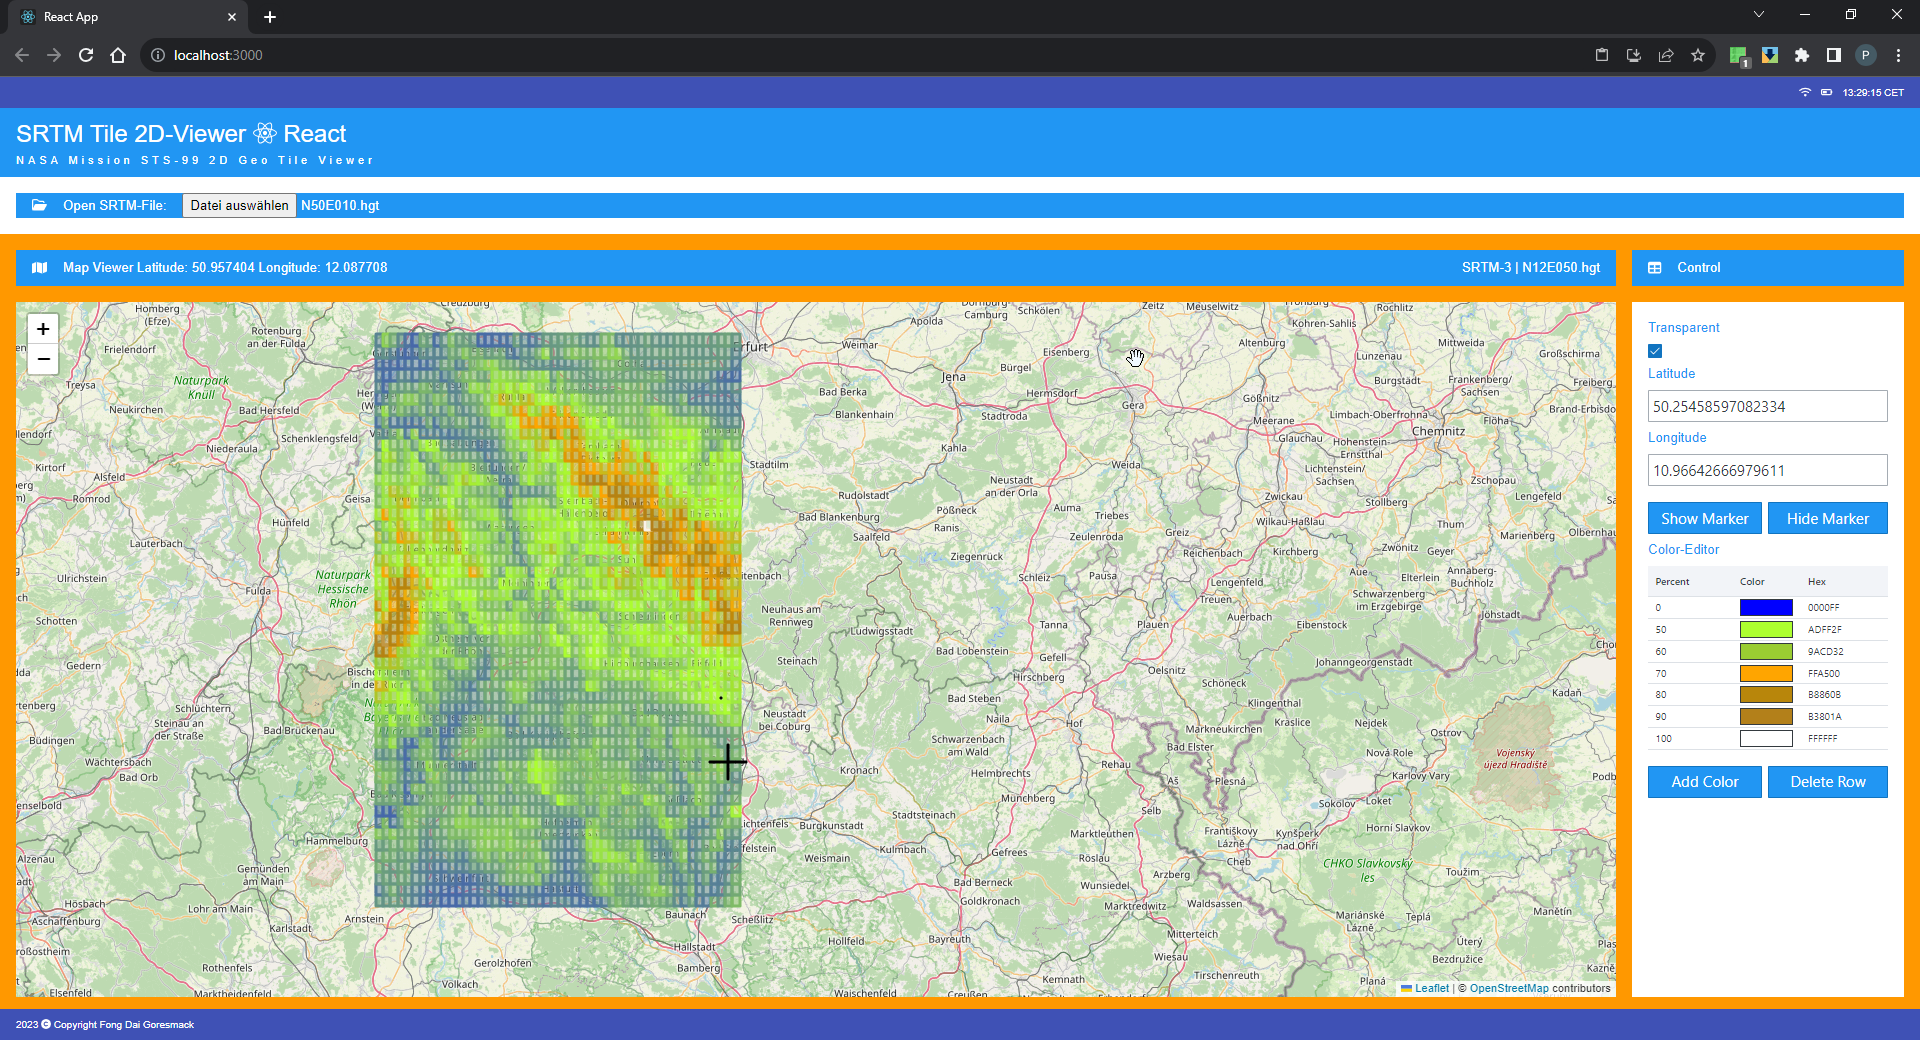 React App
localhost:3000
1
P
13:29:15 CET
SRTM Tile 2D-Viewer React
NASA Mission STS-99 2D Geo Tile Viewer
Open SRTM-File: Datei auswählen N50E010.hgt
Map Viewer Latitude: 50.957404 Longitude: 12.087708
SRTM-3 | N12E050.hgt
Control
+
−
Homberg
(Efze)
Creuzburg
Rotenburg
an der Fulda
Frielendorf
Treysa
Naturpark
Knüll
Neukirchen
Bad Hersfeld
Schenklengsfeld
Niederaula
Kirtorf
Alsfeld
Romrod
Geisa
Hünfeld
Lauterbach
Ulrichstein
Fulda
Naturpark
Hessische
Rhön
Schotten
Gedern
Schlüchtern
Steinau an
der Straße
Bad Brückenau
Büdingen
Wächtersbach
Bad Orb
Hammelburg
Alzenau
Gemünden
am Main
Hösbach
Aschaffenburg
Lohr am Main
Karlstadt
Arnstein
Rothenfels
Marktheidenfeld
Elsenfeld
Gerolzhofen
Volkach
Erfurt
Weimar
Apolda
Dornburg-
Camburg
Schkölen
Zeitz
Meuselwitz
Rochlitz
Kohren-Sahlis
Eisenberg
Bürgel
Jena
Altenburg
Lunzenau
Mittweida
Großschirma
Bad Berka
Blankenhain
Stadtroda
Hermsdorf
Gera
Gößnitz
Burgstädt
Frankenberg/
Sachsen
Freiberg
Limbach-Oberfrohna
Brand-Erbisdorf
Meerane
Flöha
Glauchau
Hohenstein-
Ernstthal
Chemnitz
Kahla
Stadtilm
Weida
Lichtenstein/
Sachsen
Zschopau
Rudolstadt
Neustadt
an der Orla
Zwickau
Stollberg
Lengefeld
Bad Blankenburg
Pößneck
Ranis
Auma
Triebes
Saalfeld
Zeulenroda
Greiz
Wilkau-Haßlau
Thum
Marienberg
Olbernhau
Ziegenrück
Reichenbach
Kirchberg
Zwönitz
Geyer
Schleiz
Pausa
Lengenfeld
Aue
Elterlein
Annaberg-
Buchholz
Treuen
Schwarzenberg
im Erzgebirge
Jöhstadt
Neuhaus am
Rennweg
Tanna
Plauen
Auerbach
Eibenstock
Ludwigsstadt
Bad Lobenstein
Gefell
Hirschberg
Oelsnitz
Johanngeorgenstadt
Steinach
Schöneck
Klingenthal
Kadaň
Bad Steben
Naila
Hof
Neustadt
bei Coburg
Markneukirchen
Kraslice
Nejdek
Ostrov
Schwarzenbach
am Wald
Bad Elster
Nová Role
Vojenský
újezd Hradiště
Kronach
Helmbrechts
Rehau
Aš
Plesná
Karlovy Vary
Münchberg
Selb
Sokolov
Loket
Stadtsteinach
Burgkunstadt
Marktleuthen
Františkovy
Lázně
Kynšperk
nad Ohří
Horní Slavkov
Weismain
Kulmbach
Gefrees
Röslau
Cheb
CHKO Slavkovský
les
Toužim
Arzberg
Bad Berneck
Goldkronach
Wunsiedel
Marktredwitz
Waldsassen
Mariánské
Lázně
Teplá
Manětín
Baunach
Scheßlitz
Hallstadt
Hollfeld
Bayreuth
Mitterteich
Úterý
Bezdružice
Bamberg
Wiesau
Tirschenreuth
Planá
Kemnath
Waischenfeld
Creußen
Leaflet | © OpenStreetMap contributors
Transparent
Latitude
50.25458597082334
Longitude
10.96642666979611
Show Marker
Hide Marker
Color-Editor
Percent Color Hex
0 0000FF
50 ADFF2F
60 9ACD32
70 FFA500
80 B8860B
90 B3801A
100 FFFFFF
Add Color
Delete Row
2023 Copyright Fong Dai Goresmack